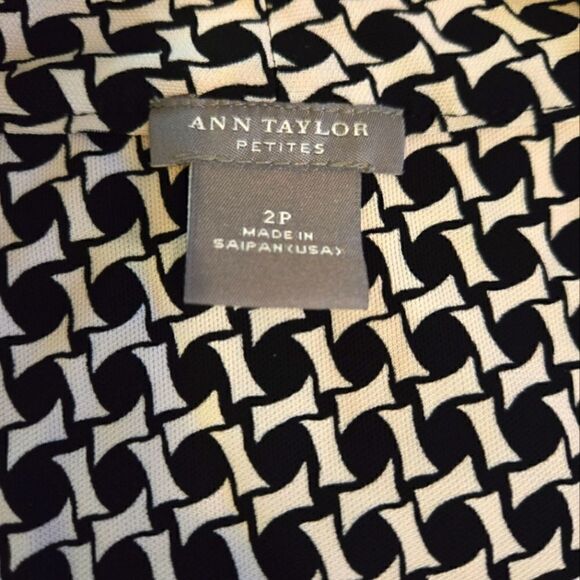 ANN TAYLOR
PETITES
2P
MADE IN
SAIPAN (USA)